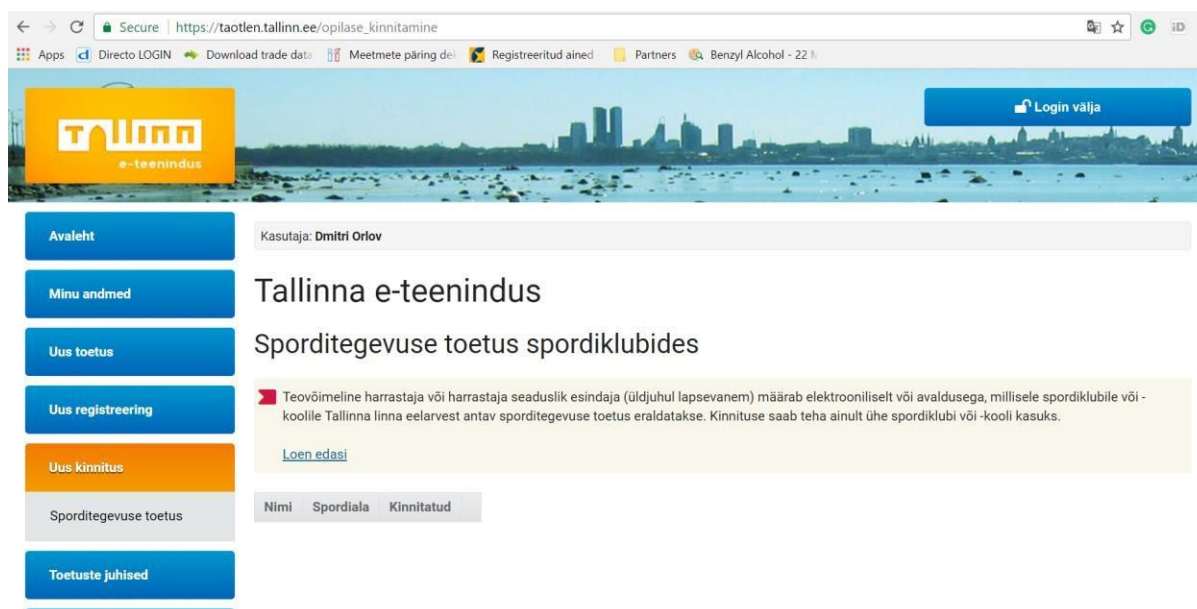 Secure | https://taotlen.tallinn.ee/opilase_kinnitamine
Apps Directo LOGIN Download trade data Meetmete päring de Registreeritud ained Partners Benzyl Alcohol - 22
Login välja
Tallinn
e-teenindus
Avaleht
Kasutaja: Dmitri Orlov
Minu andmed
Tallinna e-teenindus
Uus toetus
Sporditegevuse toetus spordiklubides
Uus registreering
Teovõimeline harrastaja või harrastaja seaduslik esindaja (üldjuhul lapsevanem) määrab elektrooniliselt või avaldusega, millisele spordiklubile või -
koolile Tallinna linna eelarvest antav sporditegevuse toetus eraldatakse. Kinnituse saab teha ainult ühe spordiklubi või -kooli kasuks.
Loen edasi
Uus kinnitus
Sporditegevuse toetus
Nimi Spordiala Kinnitatud
Toetuste juhised